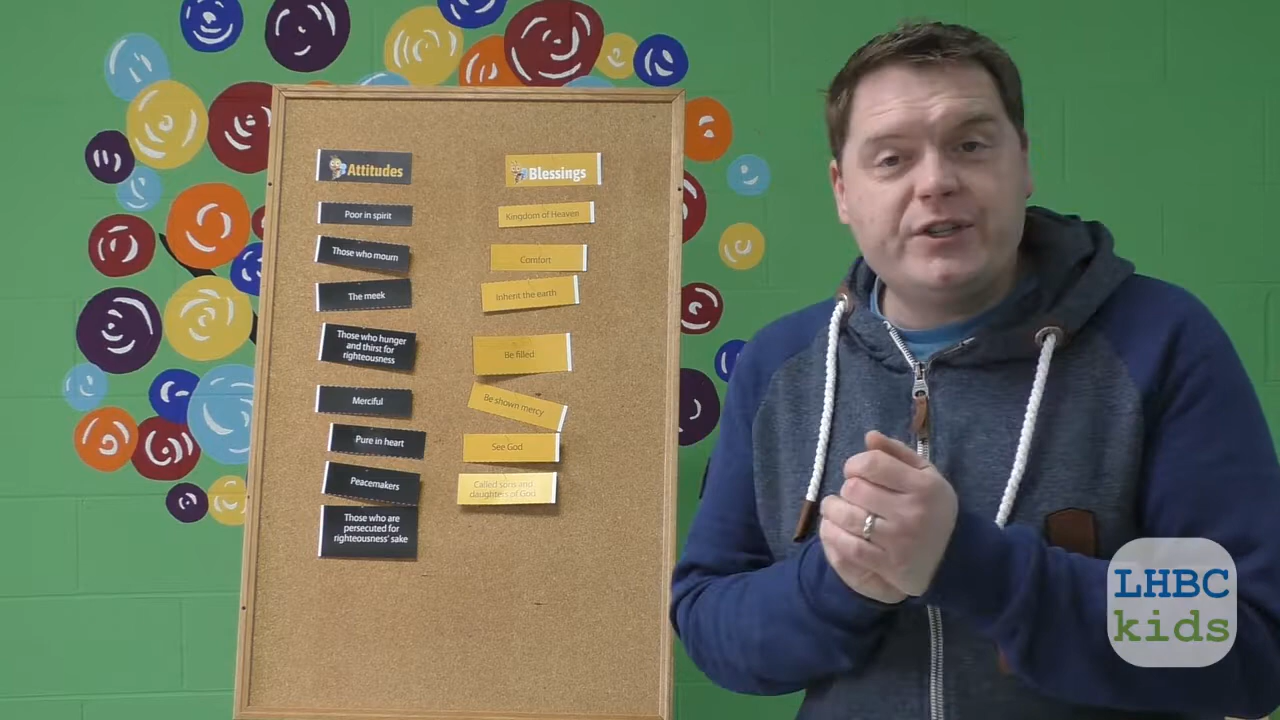 Attitudes
Blessings
Poor in spirit
Kingdom of Heaven
Those who mourn
Comfort
The meek
Inherit the earth
Those who hunger
and thirst for
righteousness
Be filled
Merciful
Be shown mercy
Pure in heart
See God
Peacemakers
Called sons and
daughters of God
Those who are
persecuted for
righteousness' sake
LHBC
kids